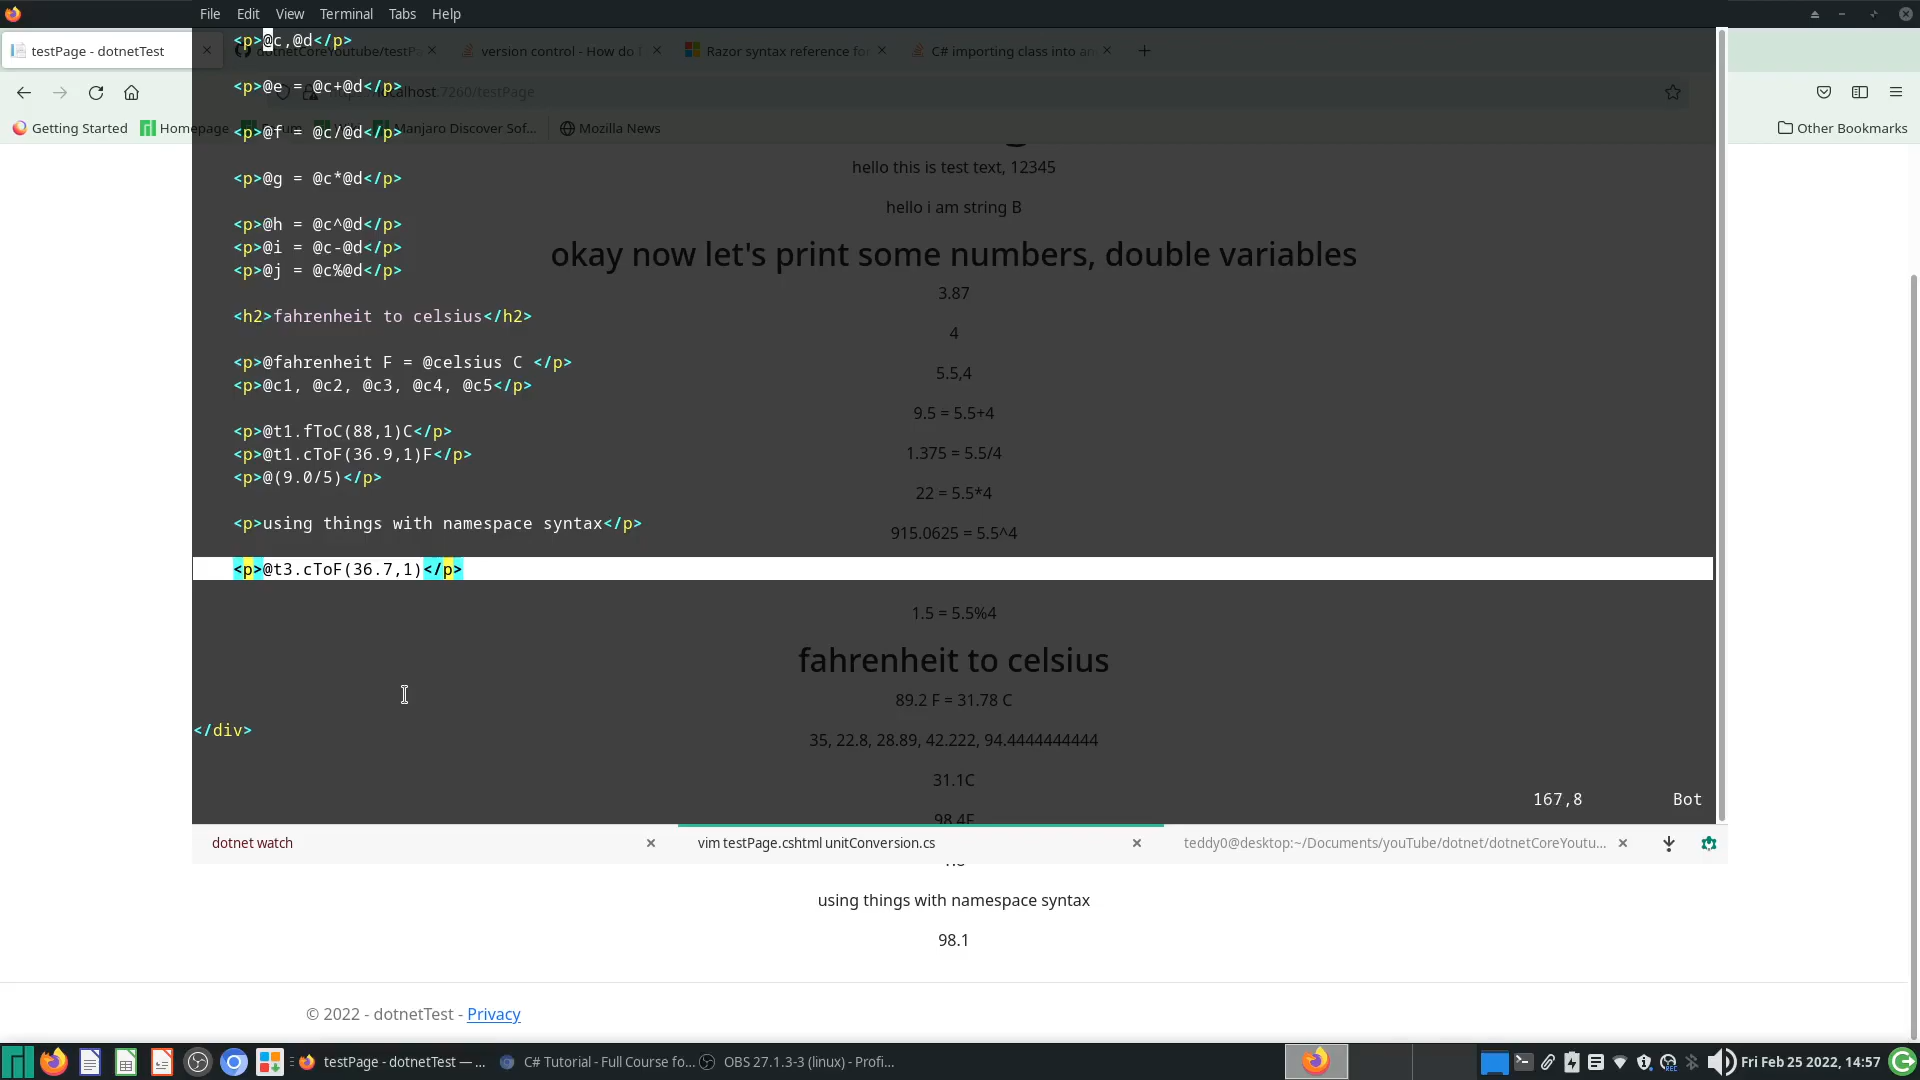 File Edit View Terminal Tabs Help
<p>@c,@d</p>
testPage - dotnetTest
dotnetCoreYoutube/testP
version control - How do I
Razor syntax reference fo
C# importing class into an
<p>@e = @c+@d</p>
localhost:7260/testPage
Getting Started Homepage Manjaro Discover Sof... Mozilla News Other Bookmarks
<p>@f = @c/@d</p>
hello this is test text, 12345
<p>@g = @c*@d</p>
hello i am string B
<p>@h = @c^@d</p>
<p>@i = @c-@d</p>
okay now let's print some numbers, double variables
<p>@j = @c%@d</p>
3.87
<h2>fahrenheit to celsius</h2>
4
<p>@fahrenheit F = @celsius C </p>
5.5,4
<p>@c1, @c2, @c3, @c4, @c5</p>
9.5 = 5.5+4
<p>@t1.fToC(88,1)C</p>
<p>@t1.cToF(36.9,1)F</p>
1.375 = 5.5/4
<p>@(9.0/5)</p>
22 = 5.5*4
<p>using things with namespace syntax</p>
915.0625 = 5.5^4
<p>@t3.cToF(36.7,1)</p>
1.5 = 5.5%4
fahrenheit to celsius
89.2 F = 31.78 C
</div>
35, 22.8, 28.89, 42.222, 94.4444444444
31.1C
167,8 Bot
98.4F
dotnet watch
vim testPage.cshtml unitConversion.cs
teddy0@desktop:~/Documents/youTube/dotnet/dotnetCoreYoutu...
using things with namespace syntax
98.1
© 2022 - dotnetTest - Privacy
testPage - dotnetTest — ...
C# Tutorial - Full Course fo...
OBS 27.1.3-3 (linux) - Profi...
Fri Feb 25 2022, 14:57